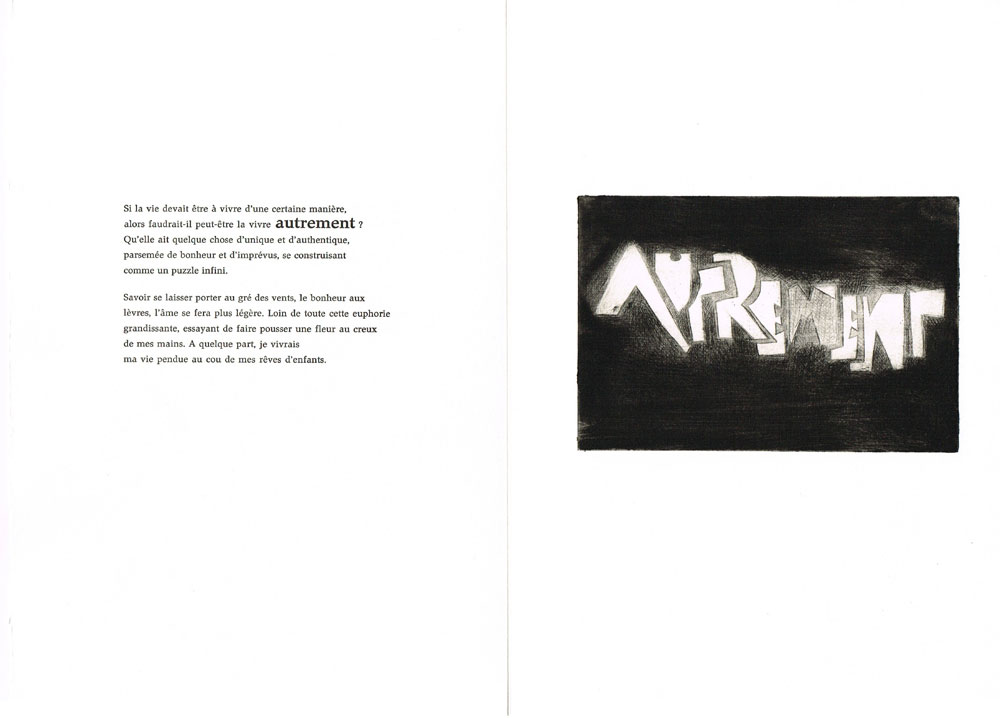 Si la vie devait être à vivre d'une certaine manière,
alors faudrait-il peut-être la vivre autrement ?
Qu'elle ait quelque chose d'unique et d'authentique,
parsemée de bonheur et d'imprévus, se construisant
comme un puzzle infini.
Savoir se laisser porter au gré des vents, le bonheur aux
lèvres, l'âme se fera plus légére. Loin de toute cette euphorie
grandissante, essayant de faire pousser une fleur au creux
de mes mains. A quelque part, je vivrais
ma vie pendue au cou de mes rêves d'enfants.
AUTREMENT